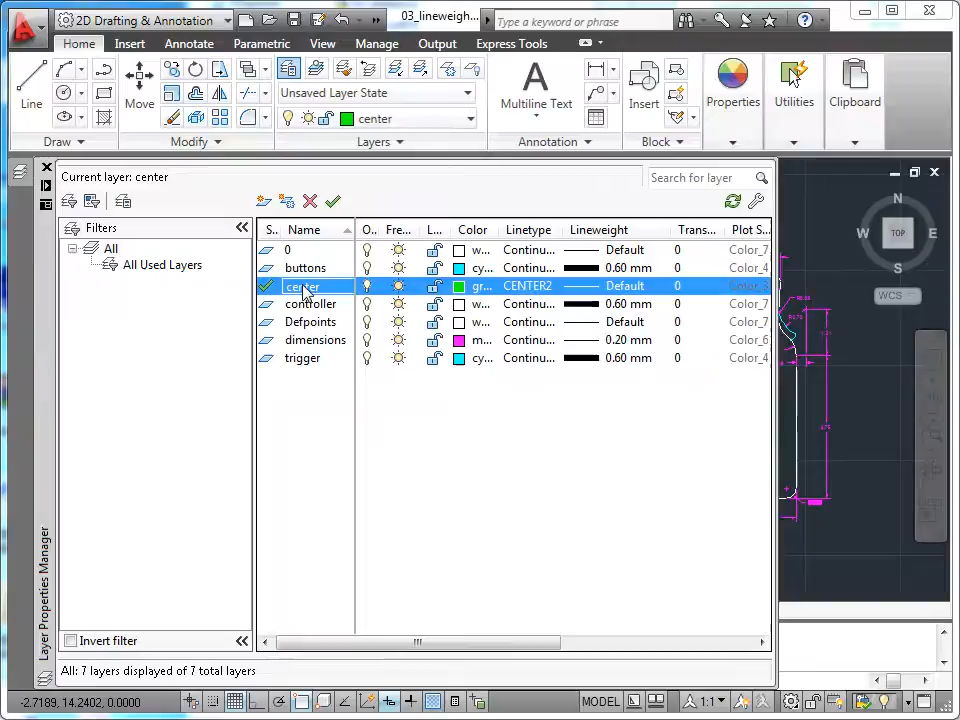 2D Drafting & Annotation
03_lineweigh...
Type a keyword or phrase
Home Insert Annotate Parametric View Manage Output Express Tools
Line
Move
Unsaved Layer State
center
Multiline Text
Insert
Properties
Utilities
Clipboard
Draw Modify Layers Annotation Block
Current layer: center
Search for layer
Filters
All
All Used Layers
Invert filter
S.. Name O. Fre... L... Color Linetype Lineweight Trans... Plot S
0 w... Continu... Default 0 Color_7
buttons cy... Continu... 0.60 mm 0 Color_4
center gr... CENTER2 Default 0 Color_3
controller w... Continu... 0.60 mm 0 Color_7
Defpoints w... Continu... Default 0 Color_7
dimensions m... Continu... 0.20 mm 0 Color_6
trigger cy... Continu... 0.60 mm 0 Color_4
Layer Properties Manager
All: 7 layers displayed of 7 total layers
N
W TOP E
S
WCS
-2.7189, 14.2402, 0.0000
MODEL
1:1